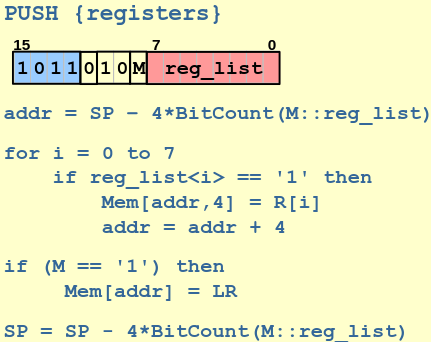 PUSH {registers}
15 7 0
1 0 1 1 0 1 0 M reg_list
addr = SP – 4*BitCount(M::reg_list)
for i = 0 to 7
if reg_list<i> == '1' then
Mem[addr,4] = R[i]
addr = addr + 4
if (M == '1') then
Mem[addr] = LR
SP = SP - 4*BitCount(M::reg_list)